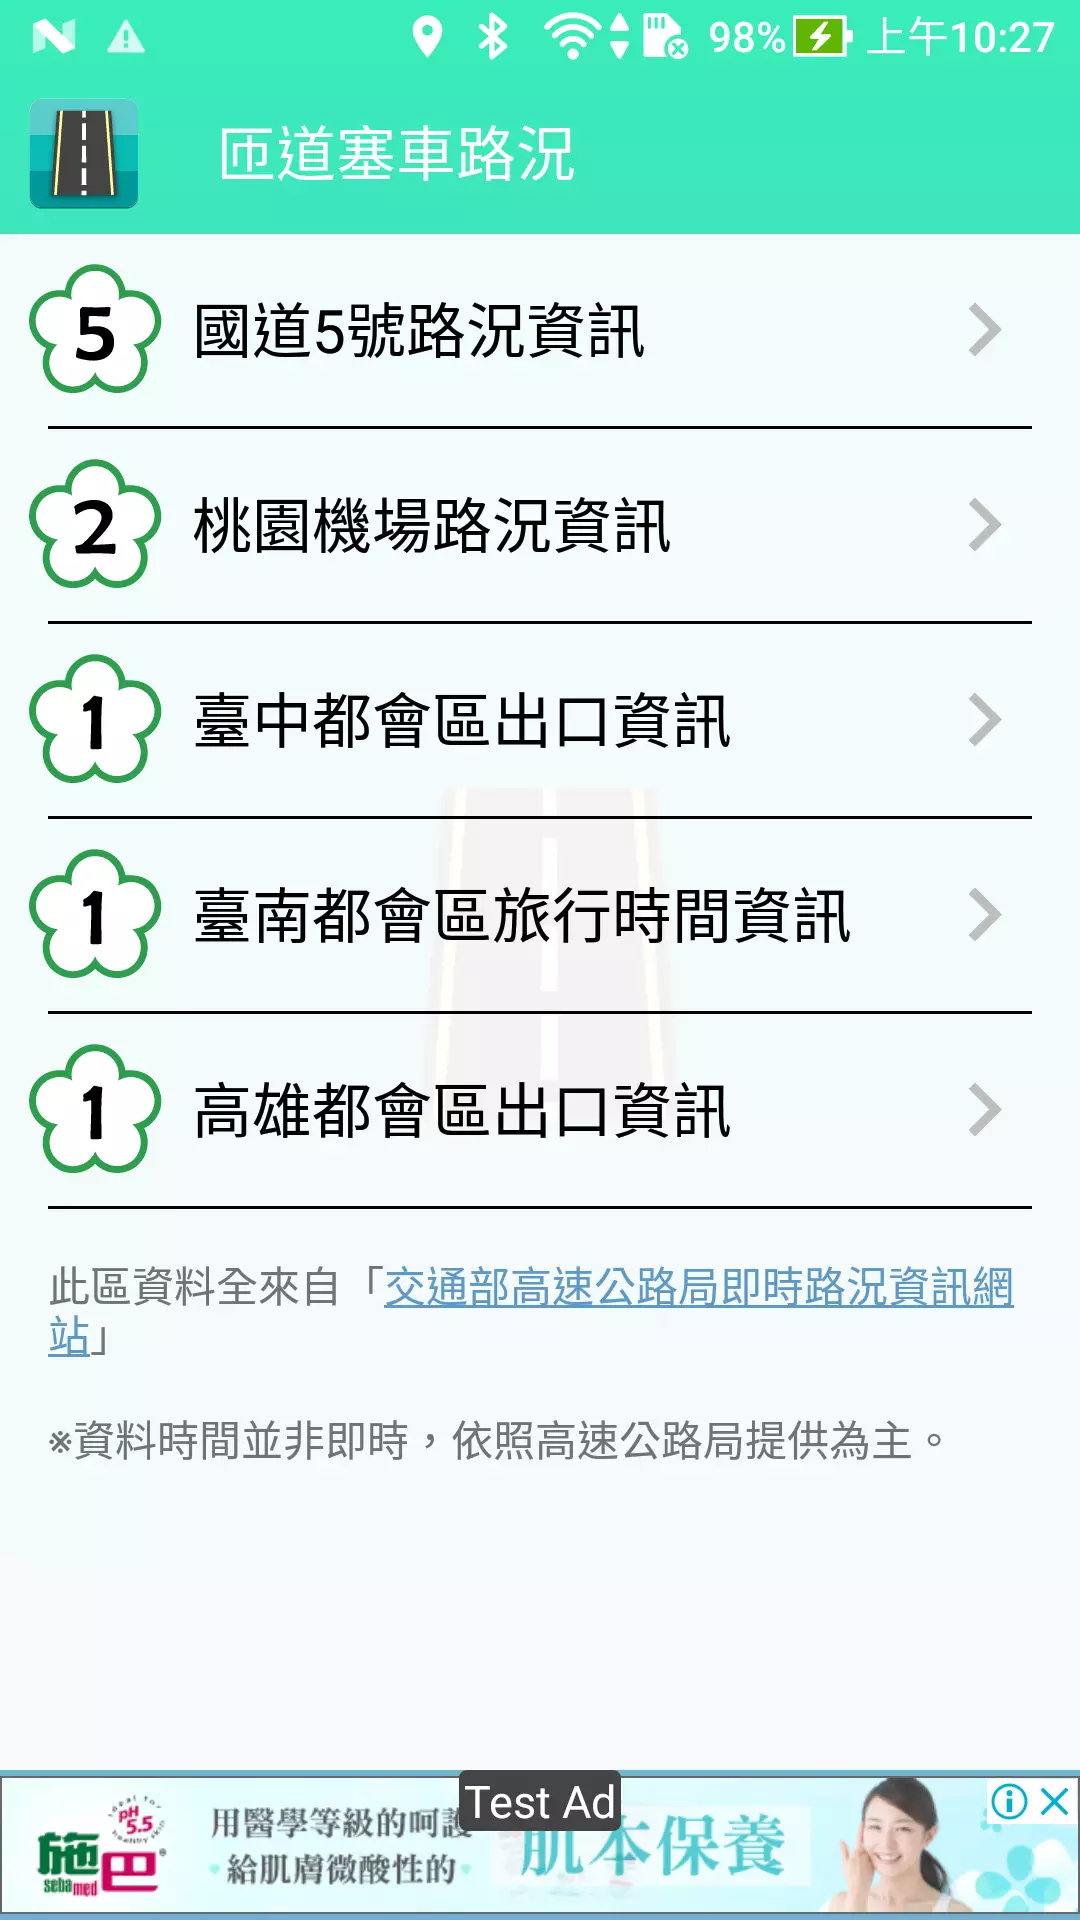 98% 上午10:27
匝道塞車路況
5 國道5號路況資訊
2 桃園機場路況資訊
1 臺中都會區出口資訊
1 臺南都會區旅行時間資訊
1 高雄都會區出口資訊
此區資料全來自「交通部高速公路局即時路況資訊網
站」
※資料時間並非即時，依照高速公路局提供為主。
Test Ad
ideal for
pH
5.5
healthy skin
施巴
sebamed
用醫學等級的呵護
給肌膚微酸性的
肌本保養